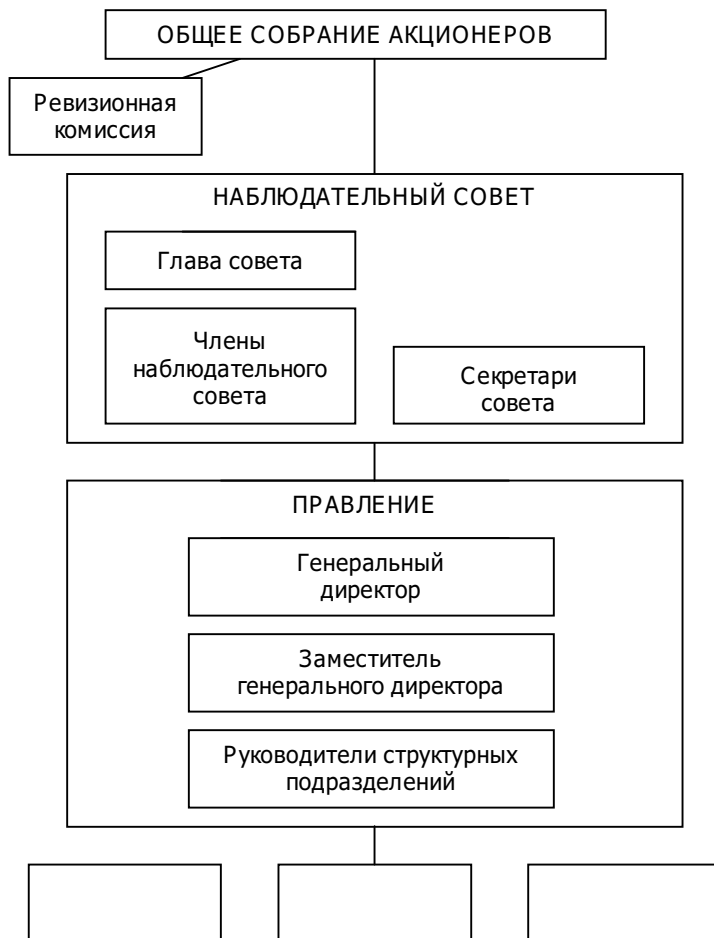 ОБЩЕЕ СОБРАНИЕ АКЦИОНЕРОВ
Ревизионная
комиссия
НАБЛЮДАТЕЛЬНЫЙ СОВЕТ
Глава совета
Члены
наблюдательного
совета
Секретари
совета
ПРАВЛЕНИЕ
Генеральный
директор
Заместитель
генерального директора
Руководители структурных
подразделений